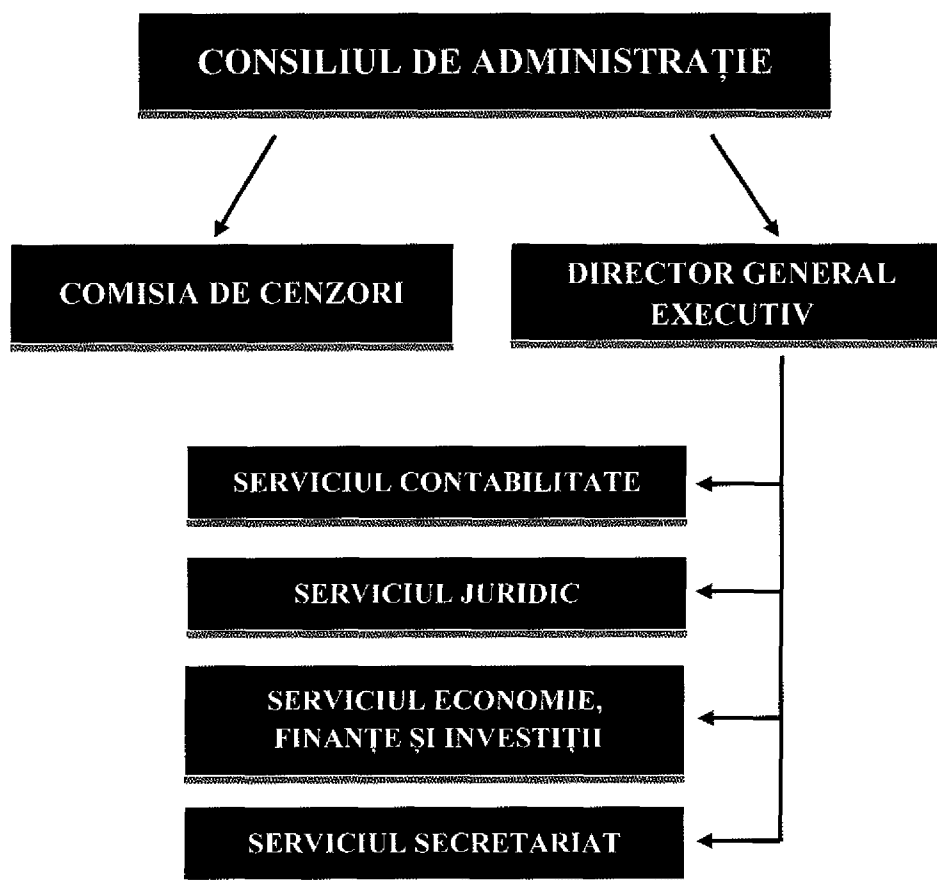 CONSILIUL DE ADMINISTRAȚIE
COMISIA DE CENZORI
DIRECTOR GENERAL
EXECUTIV
SERVICIUL CONTABILITATE
SERVICIUL JURIDIC
SERVICIUL ECONOMIE,
FINANȚE ȘI INVESTIȚII
SERVICIUL SECRETARIAT